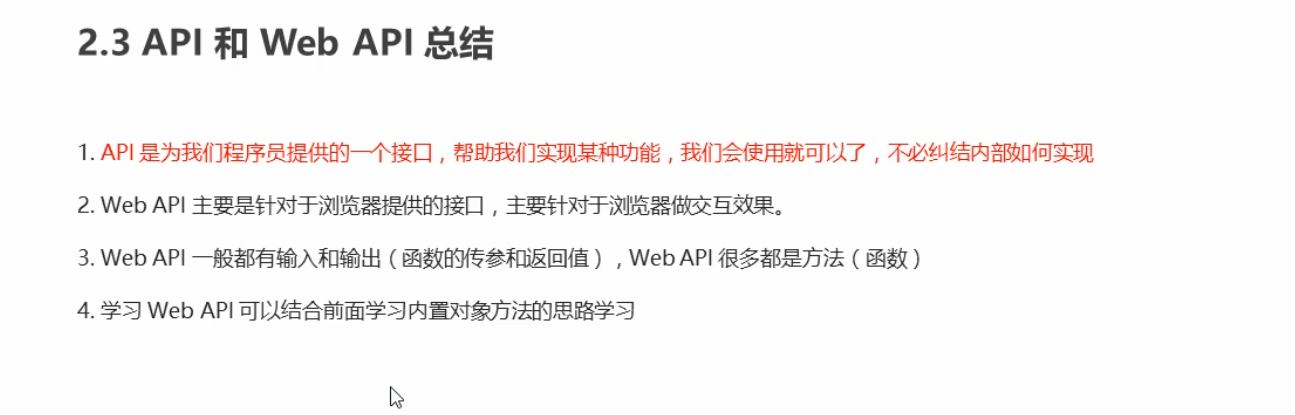 2.3 API 和 Web API 总结
1. API 是为我们程序员提供的一个接口，帮助我们实现某种功能，我们会使用就可以了，不必纠结内部如何实现
2. Web API 主要是针对于浏览器提供的接口，主要针对于浏览器做交互效果。
3. Web API 一般都有输入和输出（函数的传参和返回值），Web API 很多都是方法（函数）
4. 学习 Web API 可以结合前面学习内置对象方法的思路学习